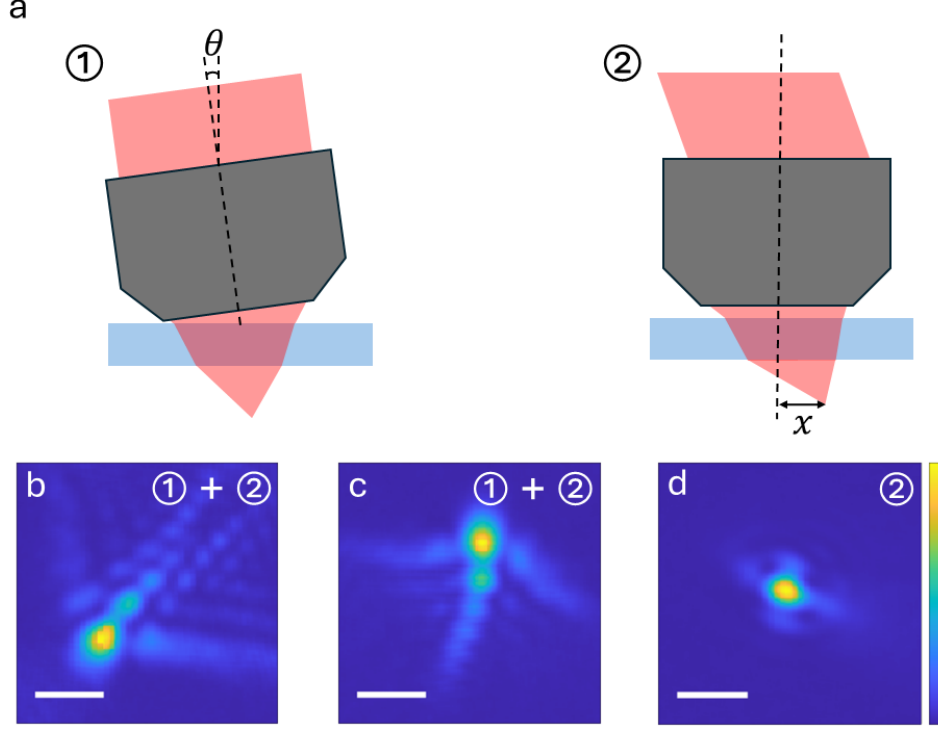 a
① θ ②
x
b ① + ②
c ① + ②
d ②